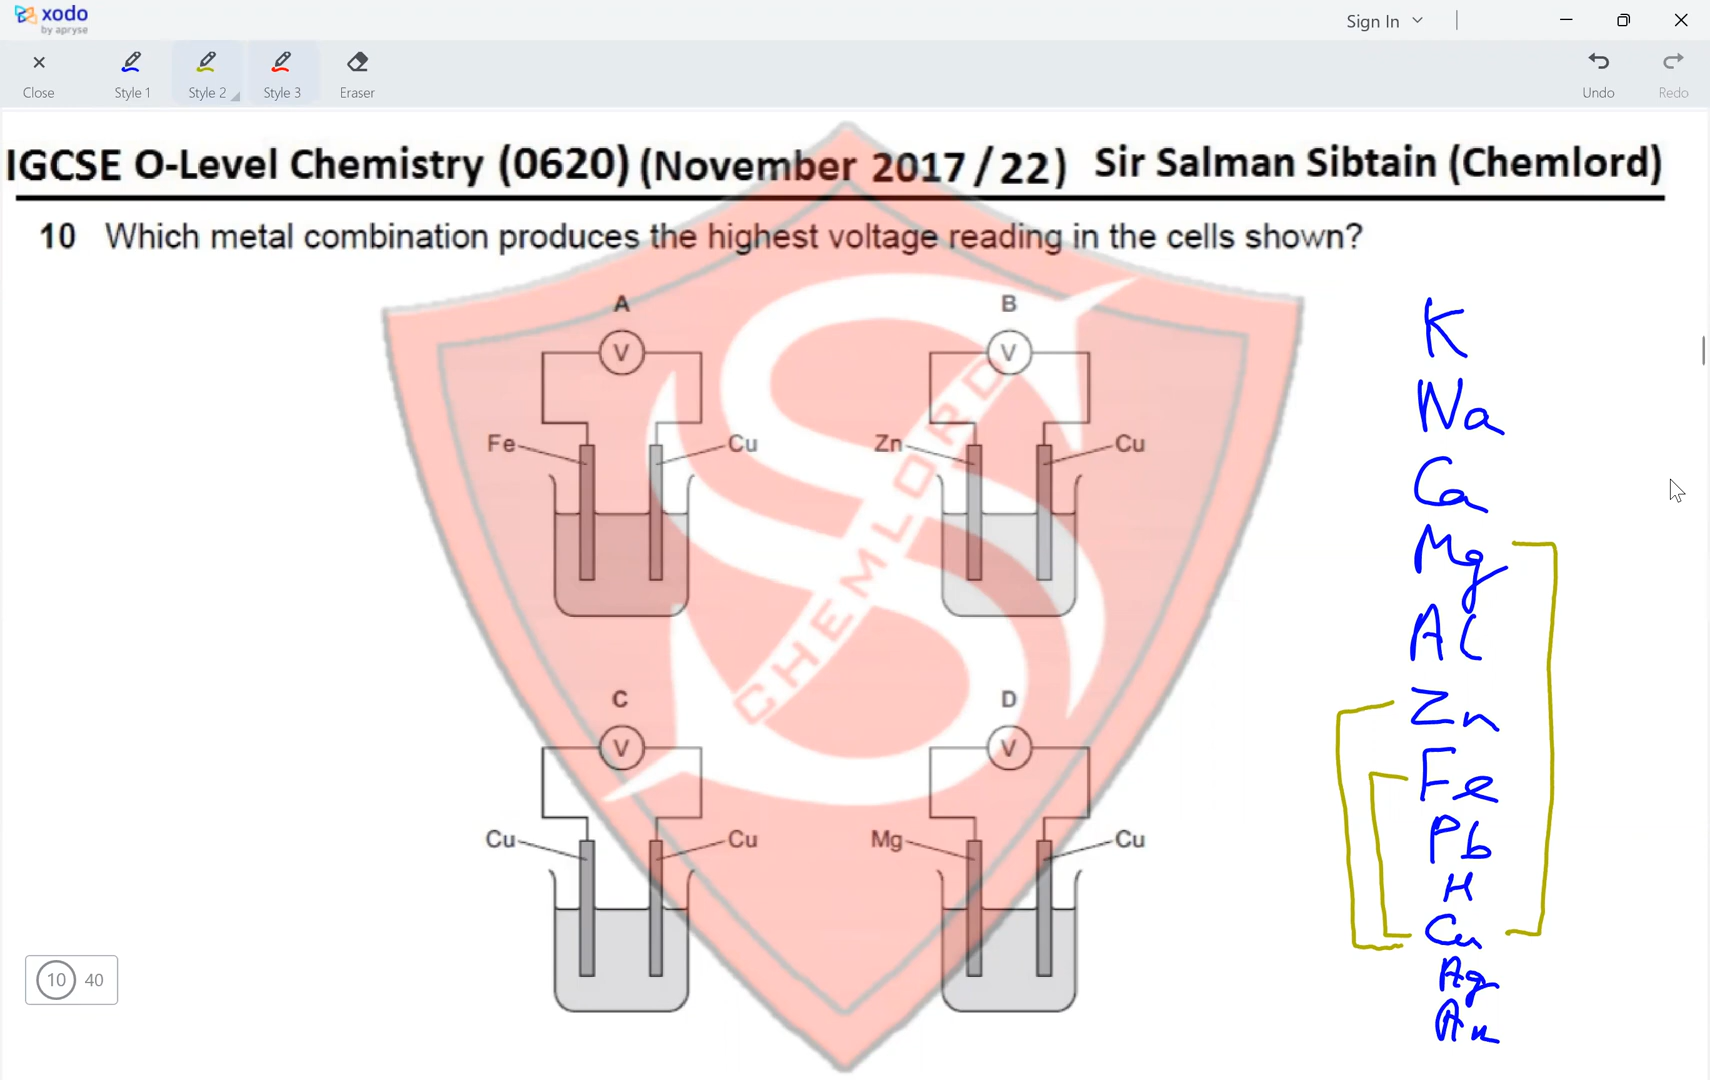 xodo
by apryse
Sign In
Close
Style 1
Style 2
Style 3
Eraser
Undo
Redo
IGCSE O-Level Chemistry (0620) (November 2017/22) Sir Salman Sibtain (Chemlord)
10 Which metal combination produces the highest voltage reading in the cells shown?
A
V
Fe
Cu
B
V
Zn
Cu
CHEMLORD
C
V
Cu
Cu
D
V
Mg
Cu
K
Na
Ca
Mg
Al
Zn
Fe
Pb
H
Cu
Ag
Au
10 40